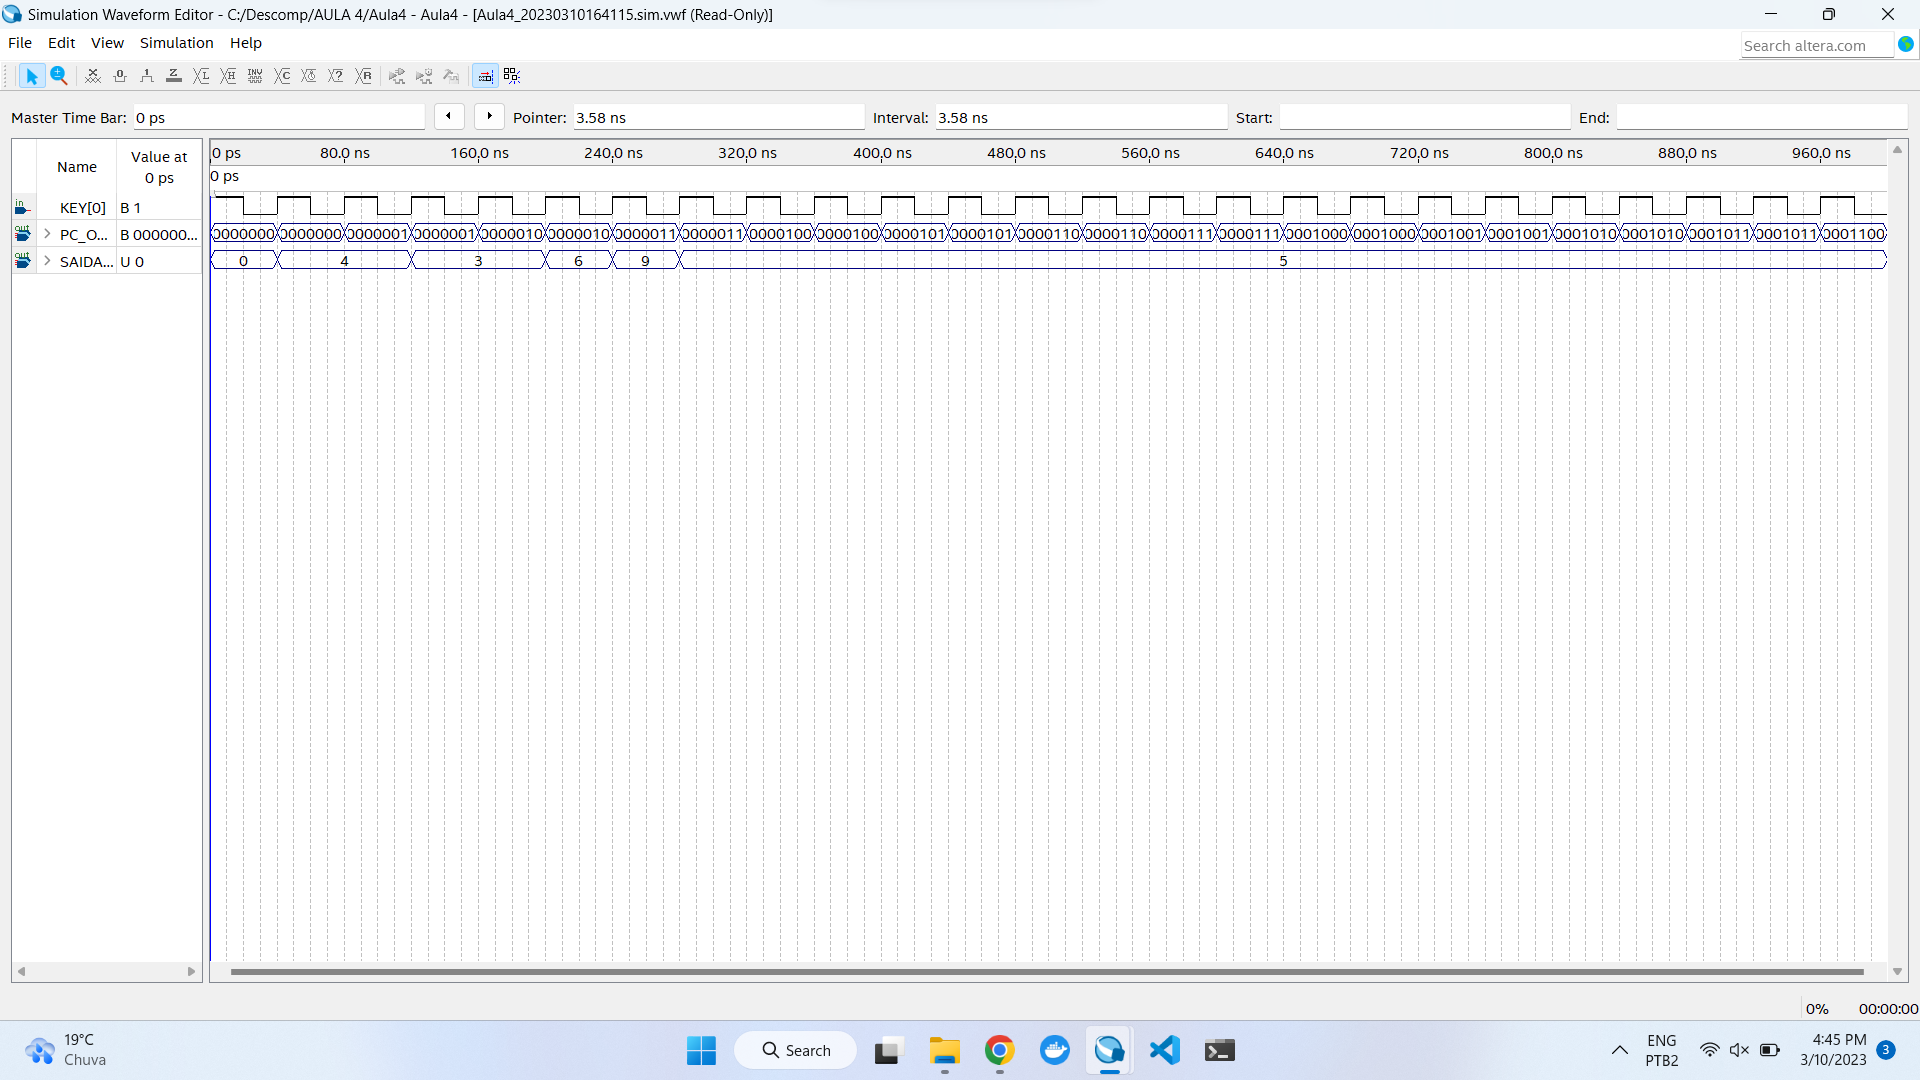 Simulation Waveform Editor - C:/Descomp/AULA 4/Aula4 - Aula4 - [Aula4_20230310164115.sim.vwf (Read-Only)]
File Edit View Simulation Help
Search altera.com
Master Time Bar: 0 ps Pointer: 3.58 ns Interval: 3.58 ns Start: End:
Name Value at 0 ps
0 ps 80.0 ns 160.0 ns 240.0 ns 320.0 ns 400.0 ns 480.0 ns 560.0 ns 640.0 ns 720.0 ns 800.0 ns 880.0 ns 960.0 ns
0 ps
in KEY[0] B 1
out PC_O... B 0000000... 0000000 0000000 0000001 0000001 0000010 0000010 0000011 0000011 0000100 0000100 0000101 0000101 0000110 0000110 0000111 0000111 0001000 0001000 0001001 0001001 0001010 0001010 0001011 0001011 0001100
out SAIDA... U 0 0 4 3 6 9 5
0% 00:00:00
19°C
Chuva
Search
ENG
PTB2
4:45 PM
3/10/2023
3